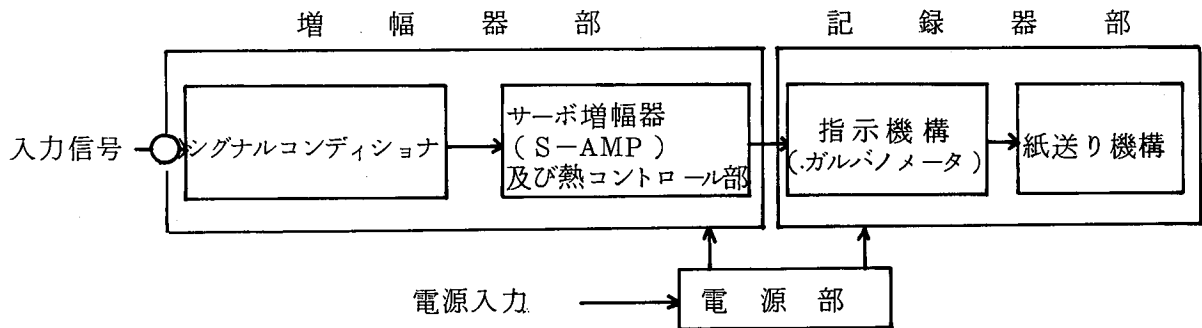 増幅器部
記録器部
入力信号
シグナルコンディショナ
サーボ増幅器
(S-AMP)
及び熱コントロール部
指示機構
(.ガルバノメータ)
紙送り機構
電源入力
電源部